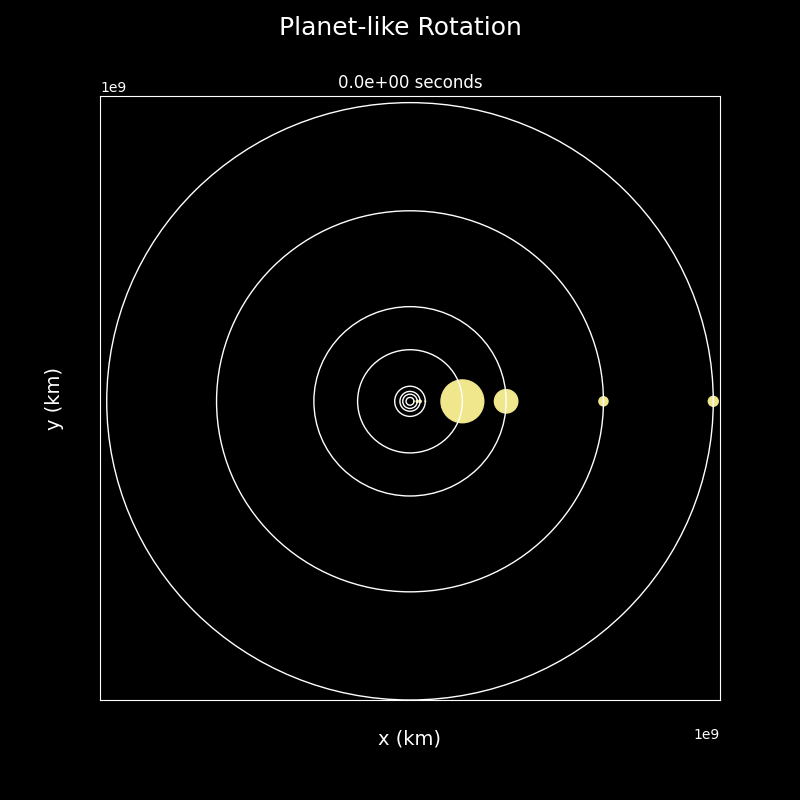 Planet-like Rotation
0.0e+00 seconds
1e9
y (km)
x (km)
1e9